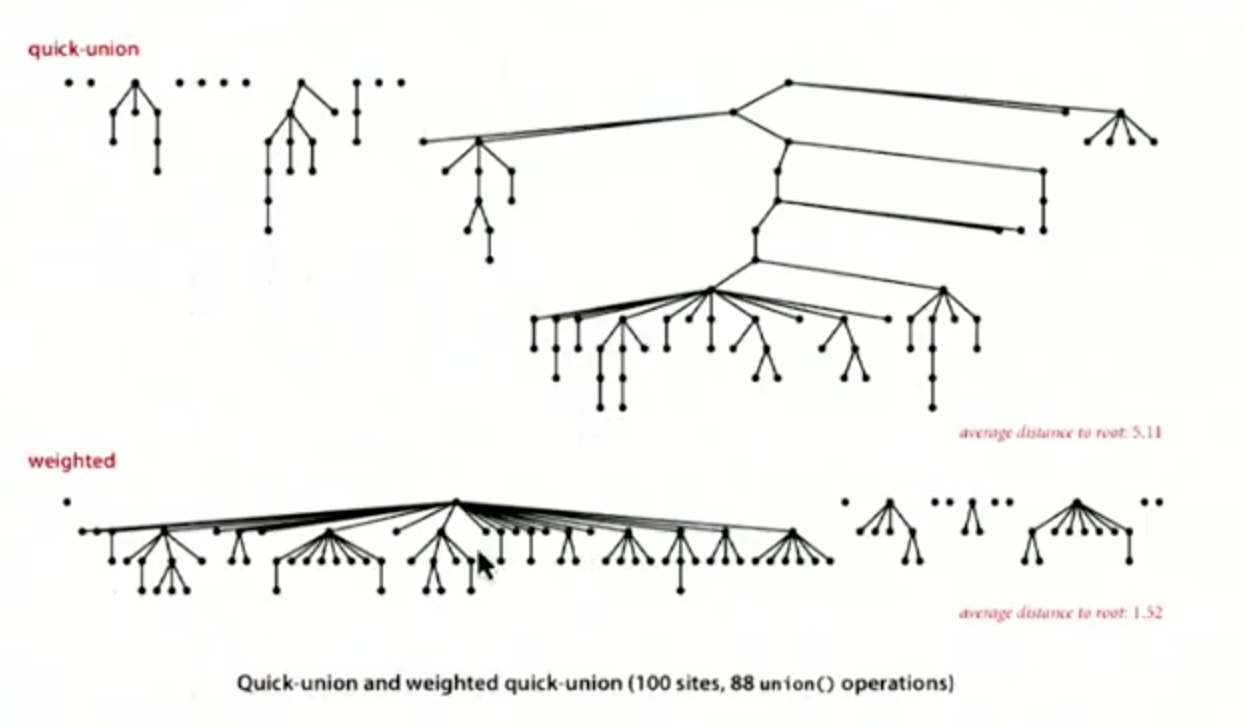 quick-union
average distance to root: 5.11
weighted
average distance to root: 1.52
Quick-union and weighted quick-union (100 sites, 88 union() operations)